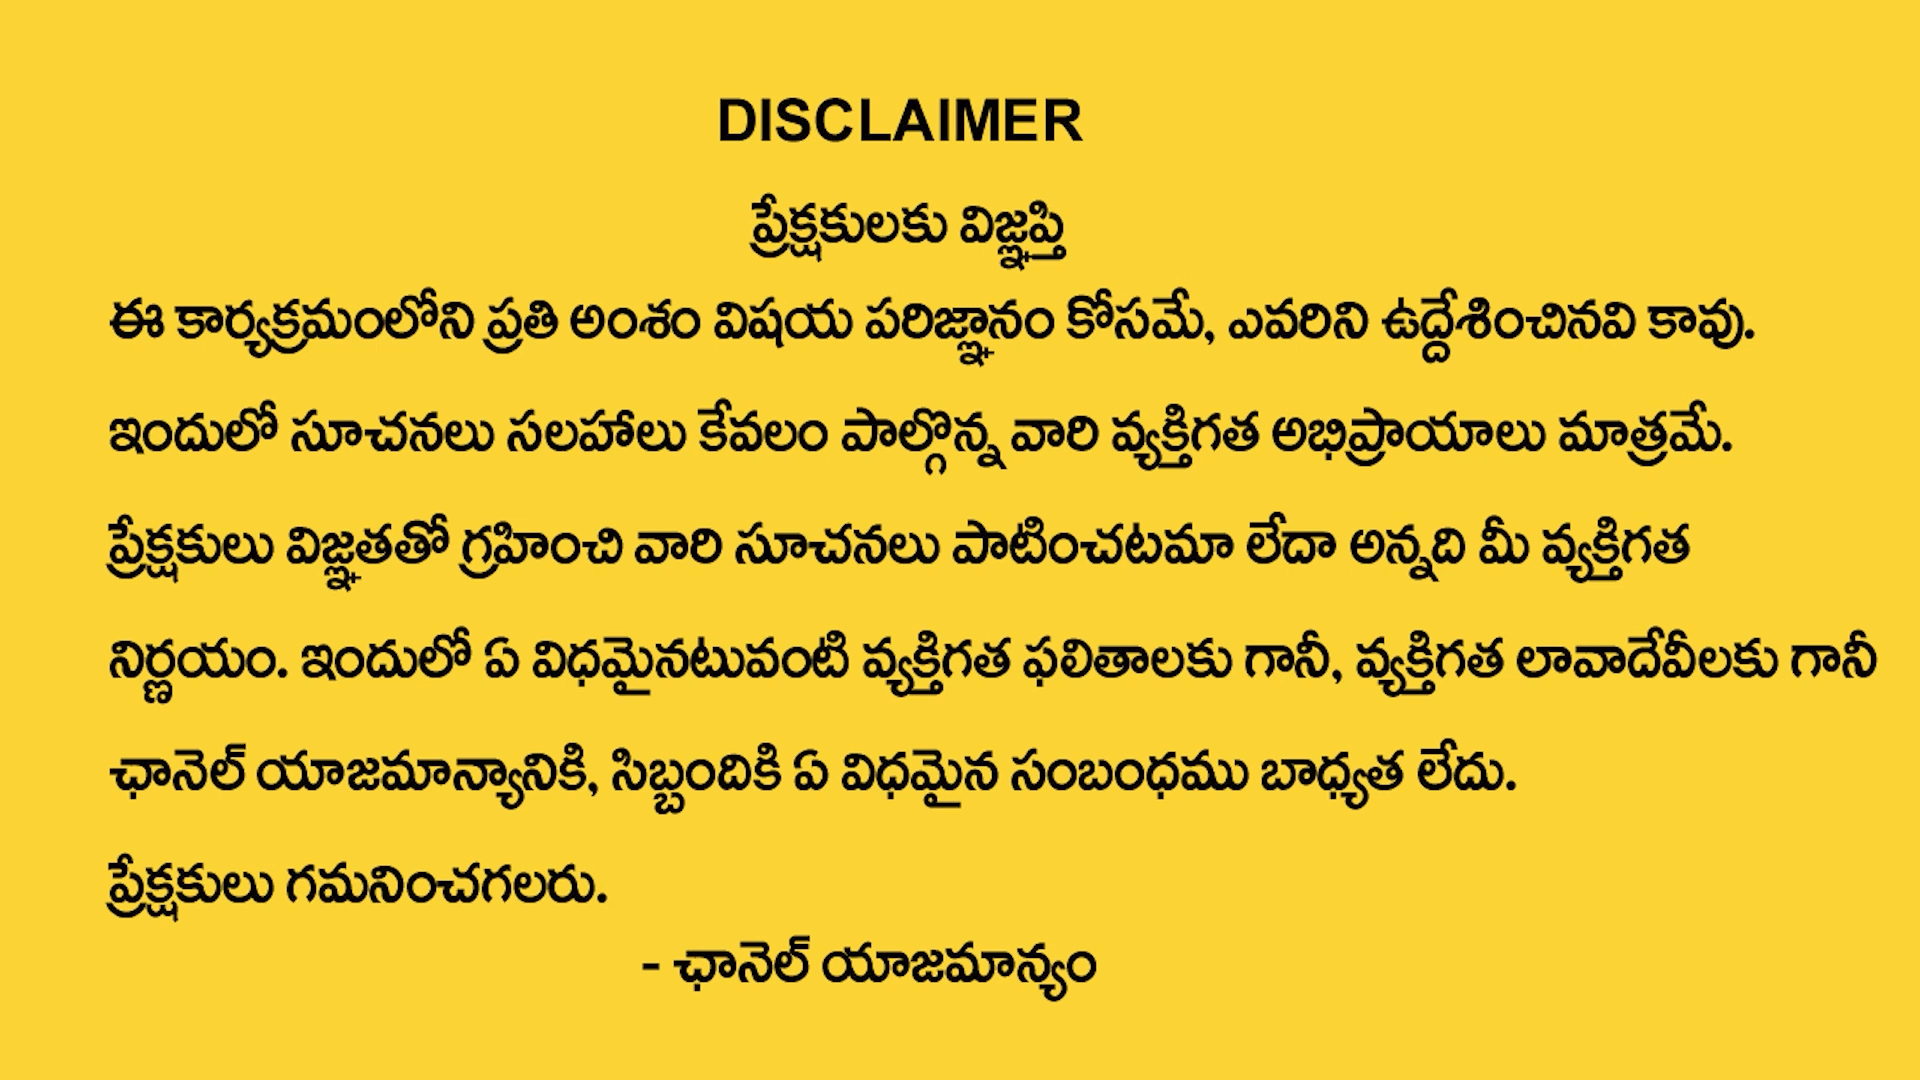 DISCLAIMER
ప్రేక్షకులకు విజ్ఞప్తి
ఈ కార్యక్రమంలోని ప్రతి అంశం విషయ పరిజ్ఞానం కోసమే, ఎవరిని ఉద్దేశించినవి కావు.
ఇందులో సూచనలు సలహాలు కేవలం పాల్గొన్న వారి వ్యక్తిగత అభిప్రాయాలు మాత్రమే.
ప్రేక్షకులు విజ్ఞతతో గ్రహించి వారి సూచనలు పాటించటమా లేదా అన్నది మీ వ్యక్తిగత
నిర్ణయం. ఇందులో ఏ విధమైనటువంటి వ్యక్తిగత ఫలితాలకు గానీ, వ్యక్తిగత లావాదేవీలకు గానీ
ఛానెల్ యాజమాన్యానికి, సిబ్బందికి ఏ విధమైన సంబంధము బాధ్యత లేదు.
ప్రేక్షకులు గమనించగలరు.
- ఛానెల్ యాజమాన్యం